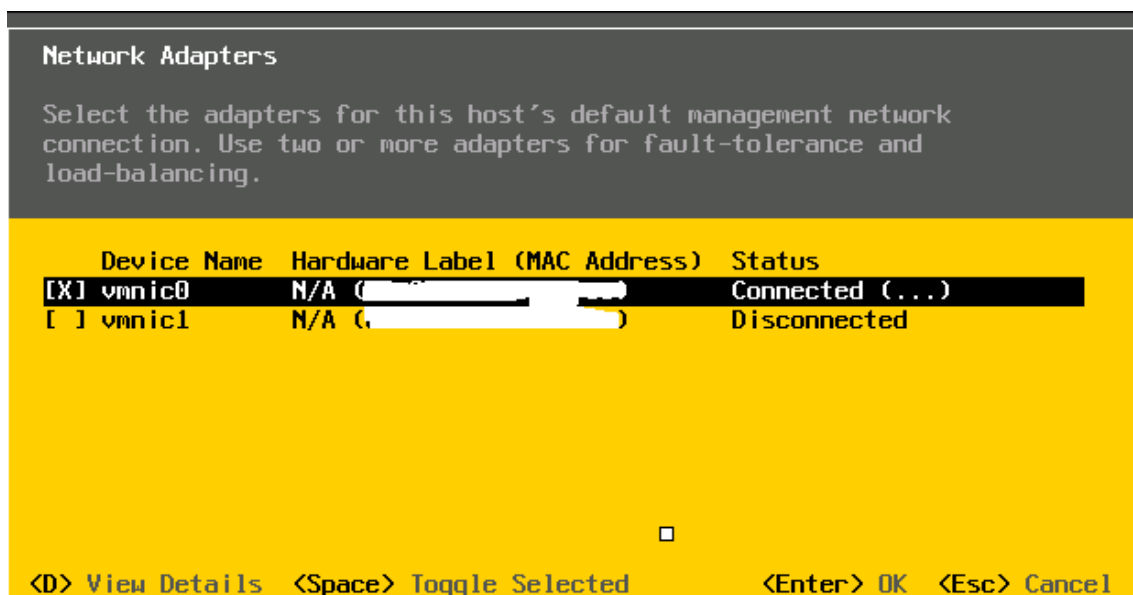 Network Adapters
Select the adapters for this host's default management network
connection. Use two or more adapters for fault-tolerance and
load-balancing.
Device Name Hardware Label (MAC Address) Status
[X] vmnic0 N/A ( ) Connected (...)
[ ] vmnic1 N/A ( ) Disconnected
<D> View Details <Space> Toggle Selected <Enter> OK <Esc> Cancel